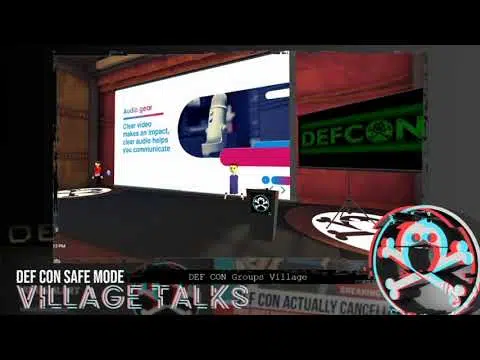 Audio gear
Clear video
makes an impact,
clear audio helps
you communicate
DEFCON
DEF CON SAFE MODE
VILLAGE TALKS
DEF CON Groups Village
BREAKING
DEF CON ACTUALLY CANCELLE